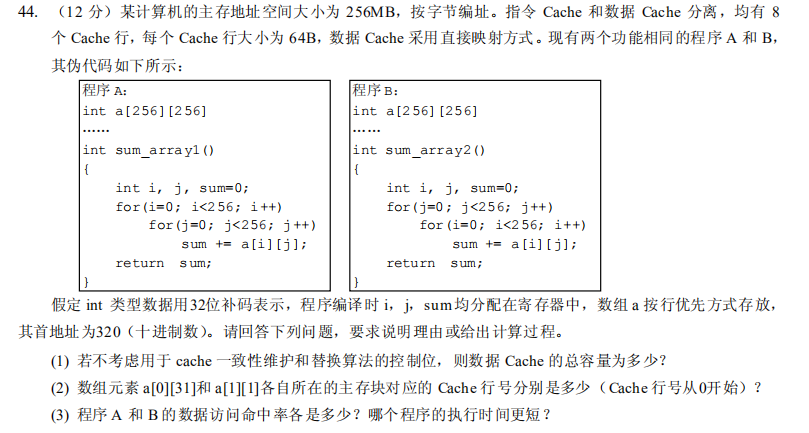 44. （12 分）某计算机的主存地址空间大小为 256MB，按字节编址。指令 Cache 和数据 Cache 分离，均有 8
个 Cache 行，每个 Cache 行大小为 64B，数据 Cache 采用直接映射方式。现有两个功能相同的程序 A 和 B，
其伪代码如下所示：
程序 A:
int a[256][256]
……
int sum_array1()
{
    int i, j, sum=0;
    for(i=0; i<256; i++)
        for(j=0; j<256; j++)
            sum += a[i][j];
    return sum;
}
程序 B:
int a[256][256]
……
int sum_array2()
{
    int i, j, sum=0;
    for(j=0; j<256; j++)
        for(i=0; i<256; i++)
            sum += a[i][j];
    return sum;
}
假定 int 类型数据用32位补码表示，程序编译时 i，j，sum均分配在寄存器中，数组 a 按行优先方式存放，
其首地址为320（十进制数）。请回答下列问题，要求说明理由或给出计算过程。
(1) 若不考虑用于 cache 一致性维护和替换算法的控制位，则数据 Cache 的总容量为多少？
(2) 数组元素 a[0][31]和 a[1][1]各自所在的主存块对应的 Cache 行号分别是多少（Cache 行号从0开始）？
(3) 程序 A 和 B 的数据访问命中率各是多少？哪个程序的执行时间更短？